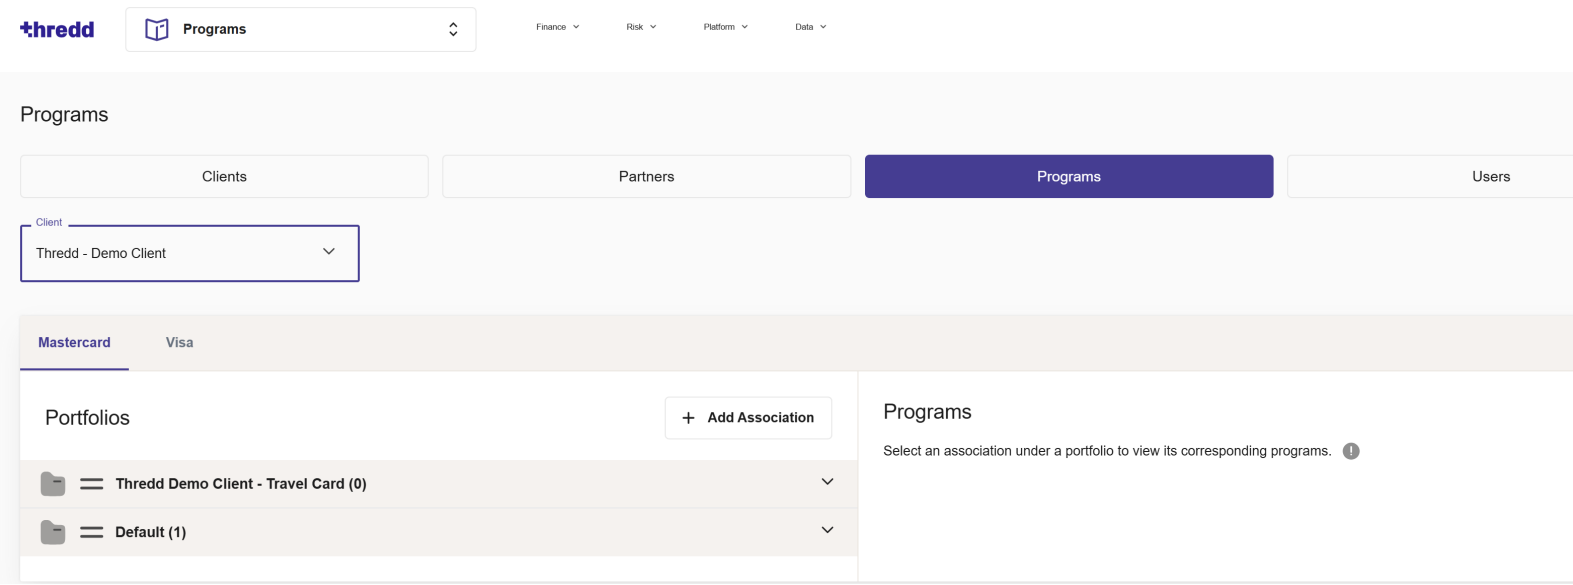 thredd
Programs
Finance
Risk
Platform
Data
Programs
Clients
Partners
Programs
Users
Client
Thredd - Demo Client
Mastercard
Visa
Portfolios
+ Add Association
Programs
Select an association under a portfolio to view its corresponding programs. !
Thredd Demo Client - Travel Card (0)
Default (1)